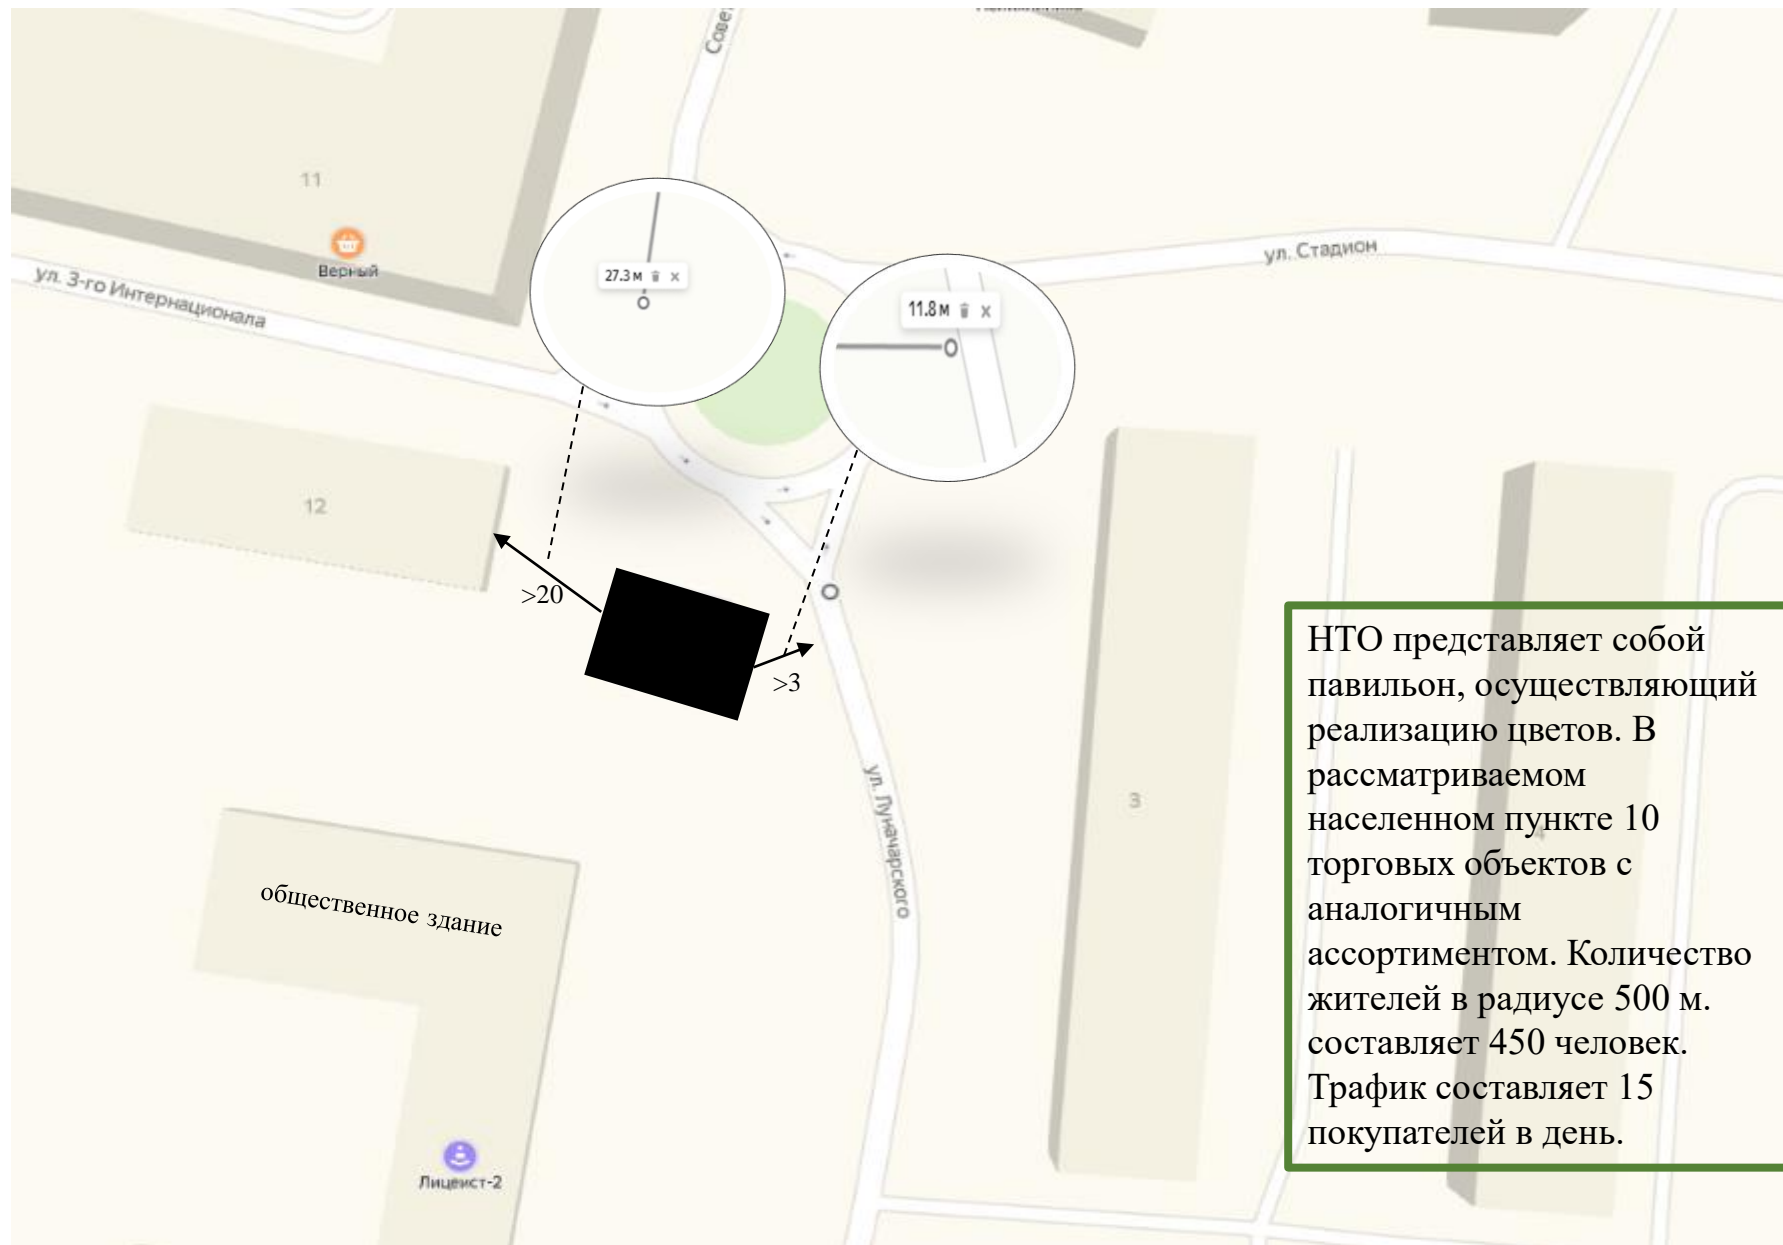 Сове
11
Верный
ул. 3-го Интернационала
27.3 м
11.8 м
ул. Стадион
12
>20
>3
ул. Луначарского
3
4
общественное здание
Лицеист-2
НТО представляет собой
павильон, осуществляющий
реализацию цветов. В
рассматриваемом
населенном пункте 10
торговых объектов с
аналогичным
ассортиментом. Количество
жителей в радиусе 500 м.
составляет 450 человек.
Трафик составляет 15
покупателей в день.